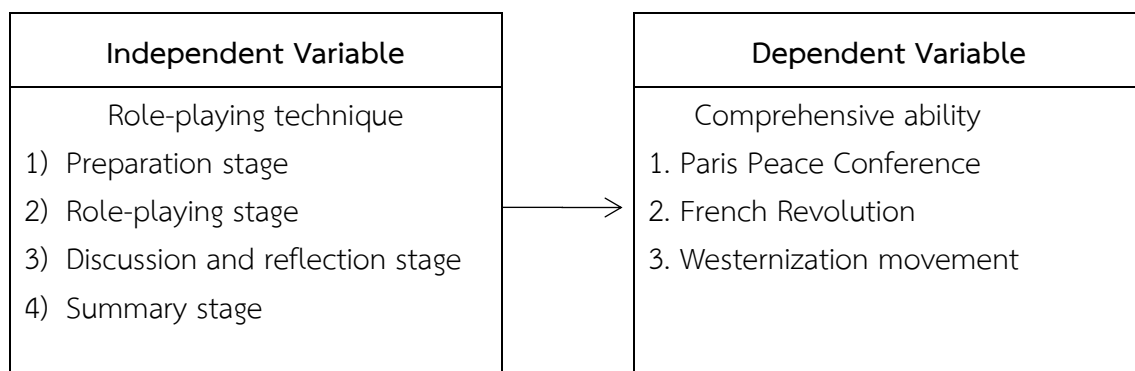 Independent Variable
Role-playing technique
1) Preparation stage
2) Role-playing stage
3) Discussion and reflection stage
4) Summary stage
Dependent Variable
Comprehensive ability
1. Paris Peace Conference
2. French Revolution
3. Westernization movement